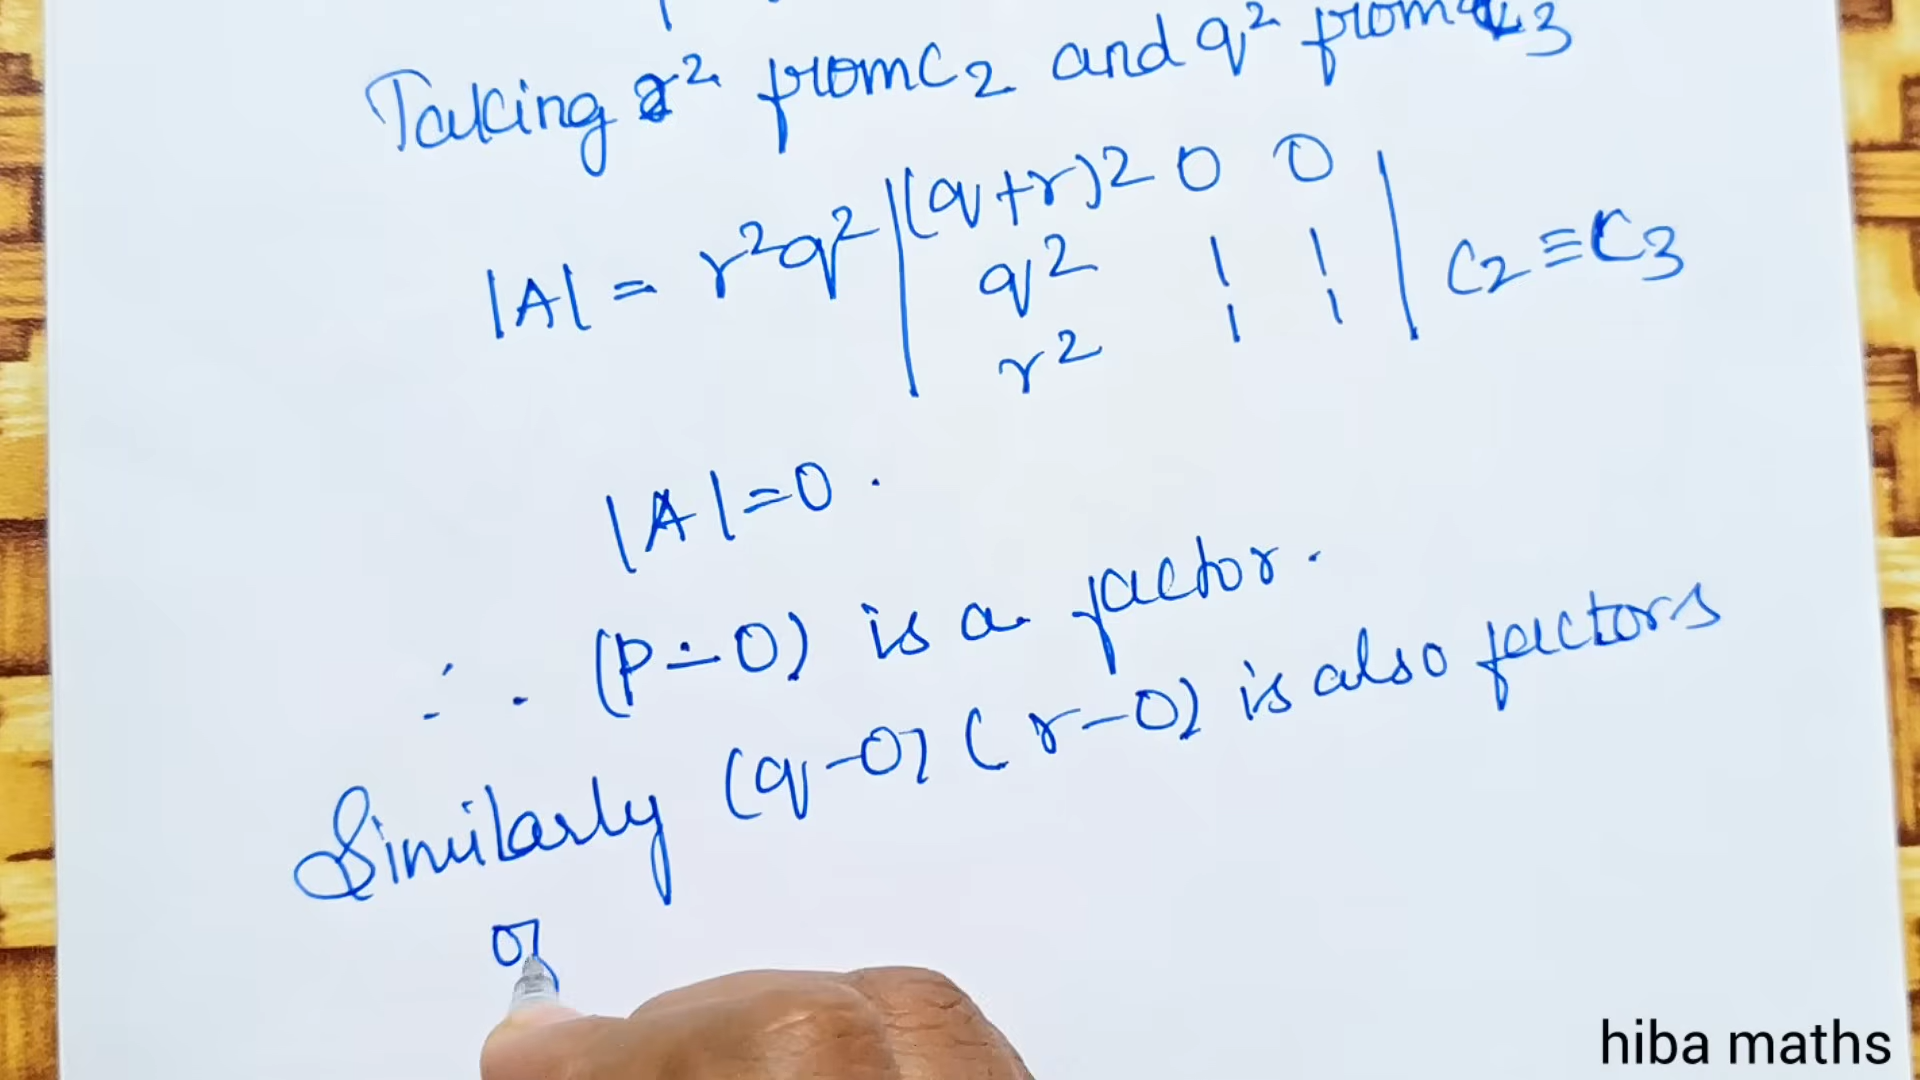 Taking r² from C2 and q² from C3
|A| = r²q² |(q+r)2 0 0
q² 1 1
r² 1 1 | C2 ≡ C3
|A| = 0.
∴ (P-0) is a factor.
Similarly (q-0) (r-0) is also factors
hiba maths